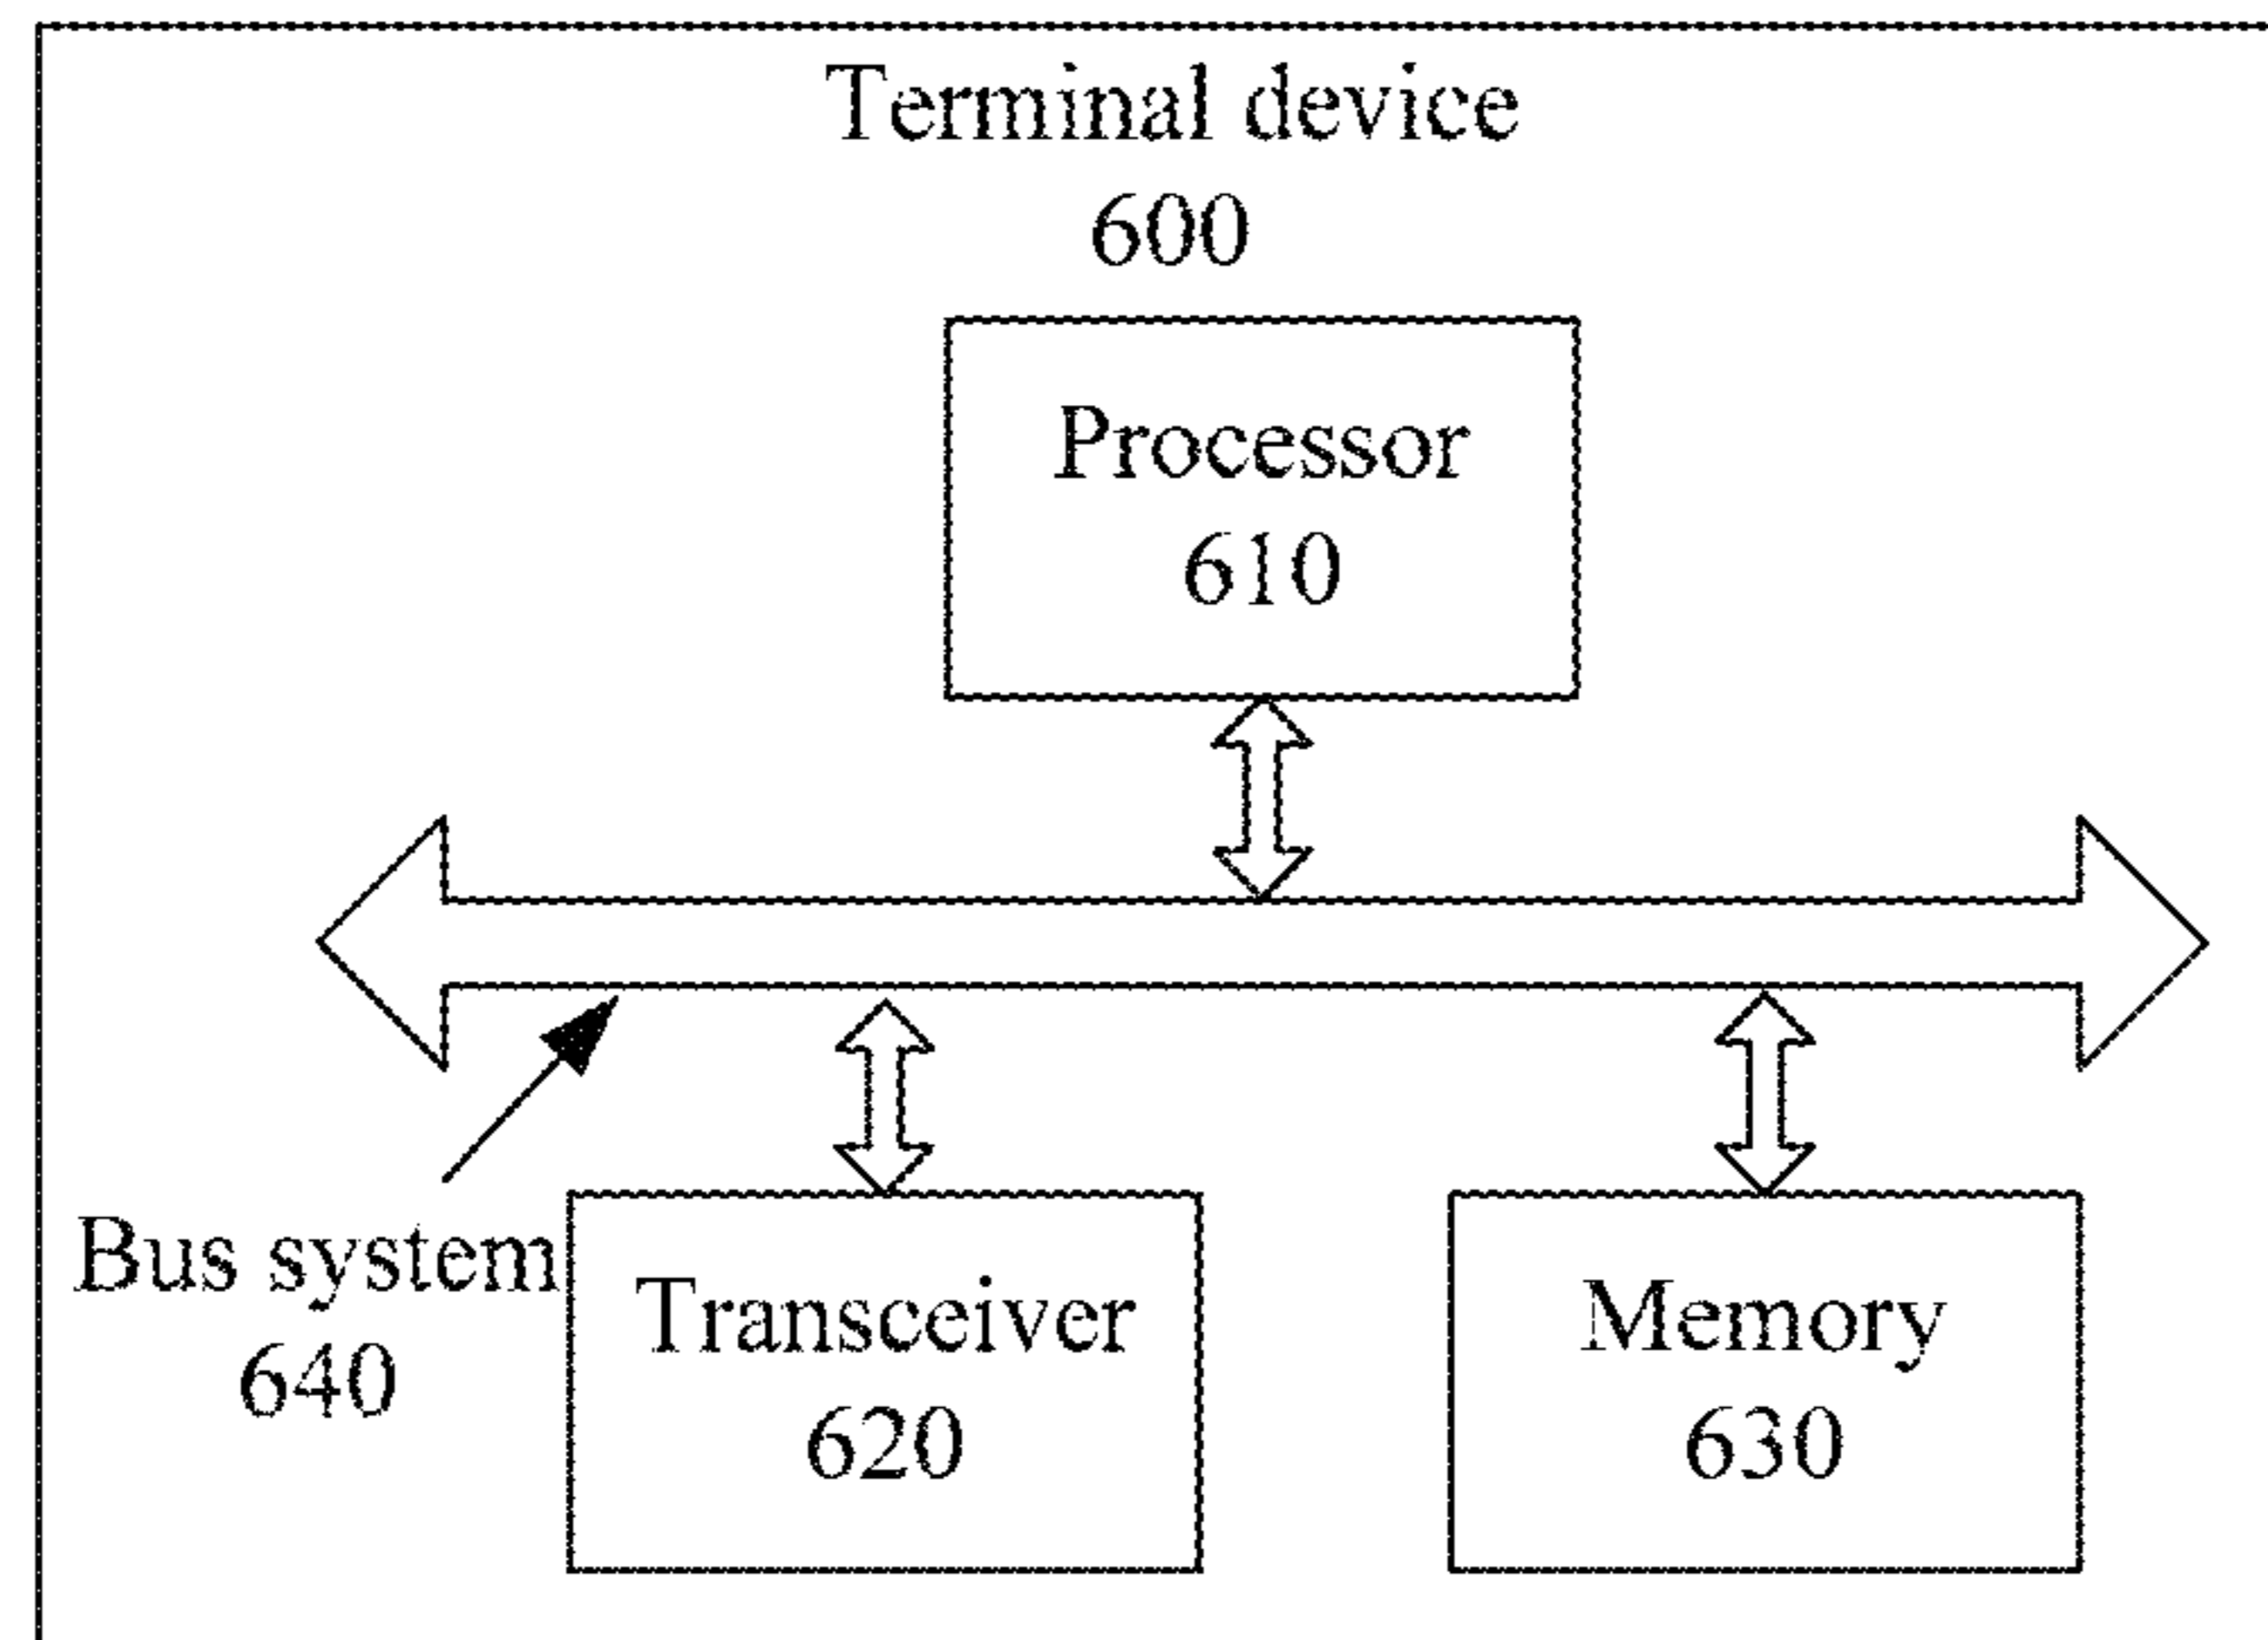 Terminal device
600
Processor
610
Bus system
640
Transceiver
620
Memory
630